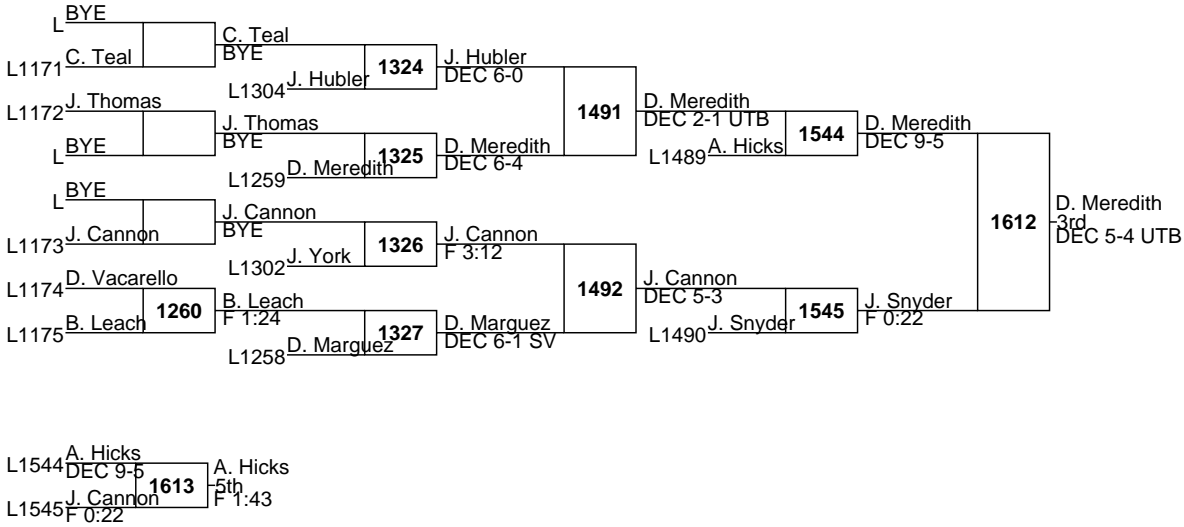 L BYE
C. Teal
BYE
L1171 C. Teal
1324
J. Hubler
DEC 6-0
L1304 J. Hubler
L1172 J. Thomas
1491
D. Meredith
DEC 2-1 UTB
J. Thomas
BYE
1544
D. Meredith
DEC 9-5
L BYE
1325
D. Meredith
DEC 6-4
L1489 A. Hicks
L1259 D. Meredith
L BYE
J. Cannon
BYE
1612
D. Meredith
3rd
DEC 5-4 UTB
L1173 J. Cannon
1326
J. Cannon
F 3:12
L1302 J. York
L1174 D. Vacarello
1492
J. Cannon
DEC 5-3
1260
B. Leach
F 1:24
1545
J. Snyder
F 0:22
L1175 B. Leach
1327
D. Marguez
DEC 6-1 SV
L1490 J. Snyder
L1258 D. Marguez
L1544 A. Hicks
DEC 9-5
1613
A. Hicks
5th
F 1:43
L1545 J. Cannon
F 0:22